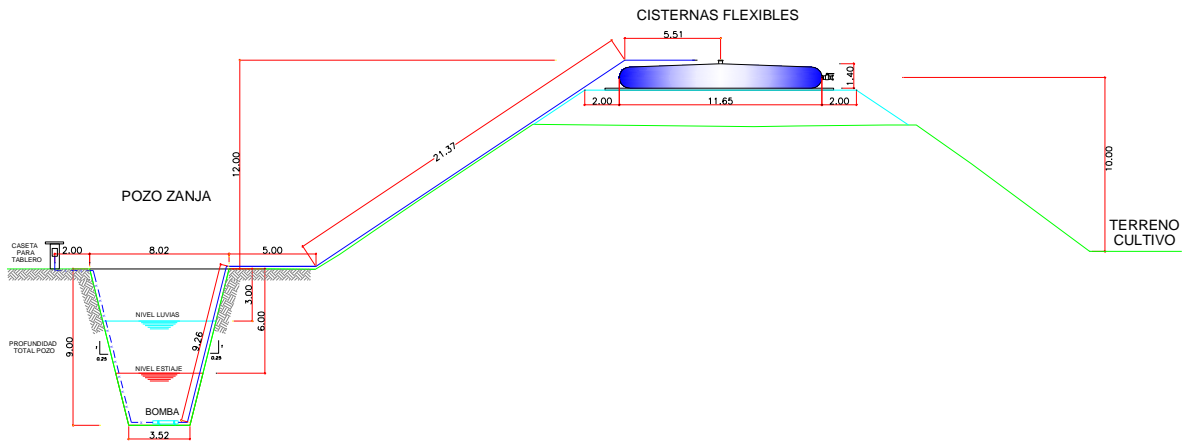 CISTERNAS FLEXIBLES
5.51
1.40
2.00
11.65
2.00
21.37
12.00
10.00
POZO ZANJA
TERRENO
CULTIVO
CASETA
PARA
TABLERO
2.00
8.02
5.00
3.00
6.00
NIVEL LLUVIAS
9.00
9.26
PROFUNDIDAD
TOTAL POZO
1
0.25
1
0.25
NIVEL ESTIAJE
BOMBA
3.52